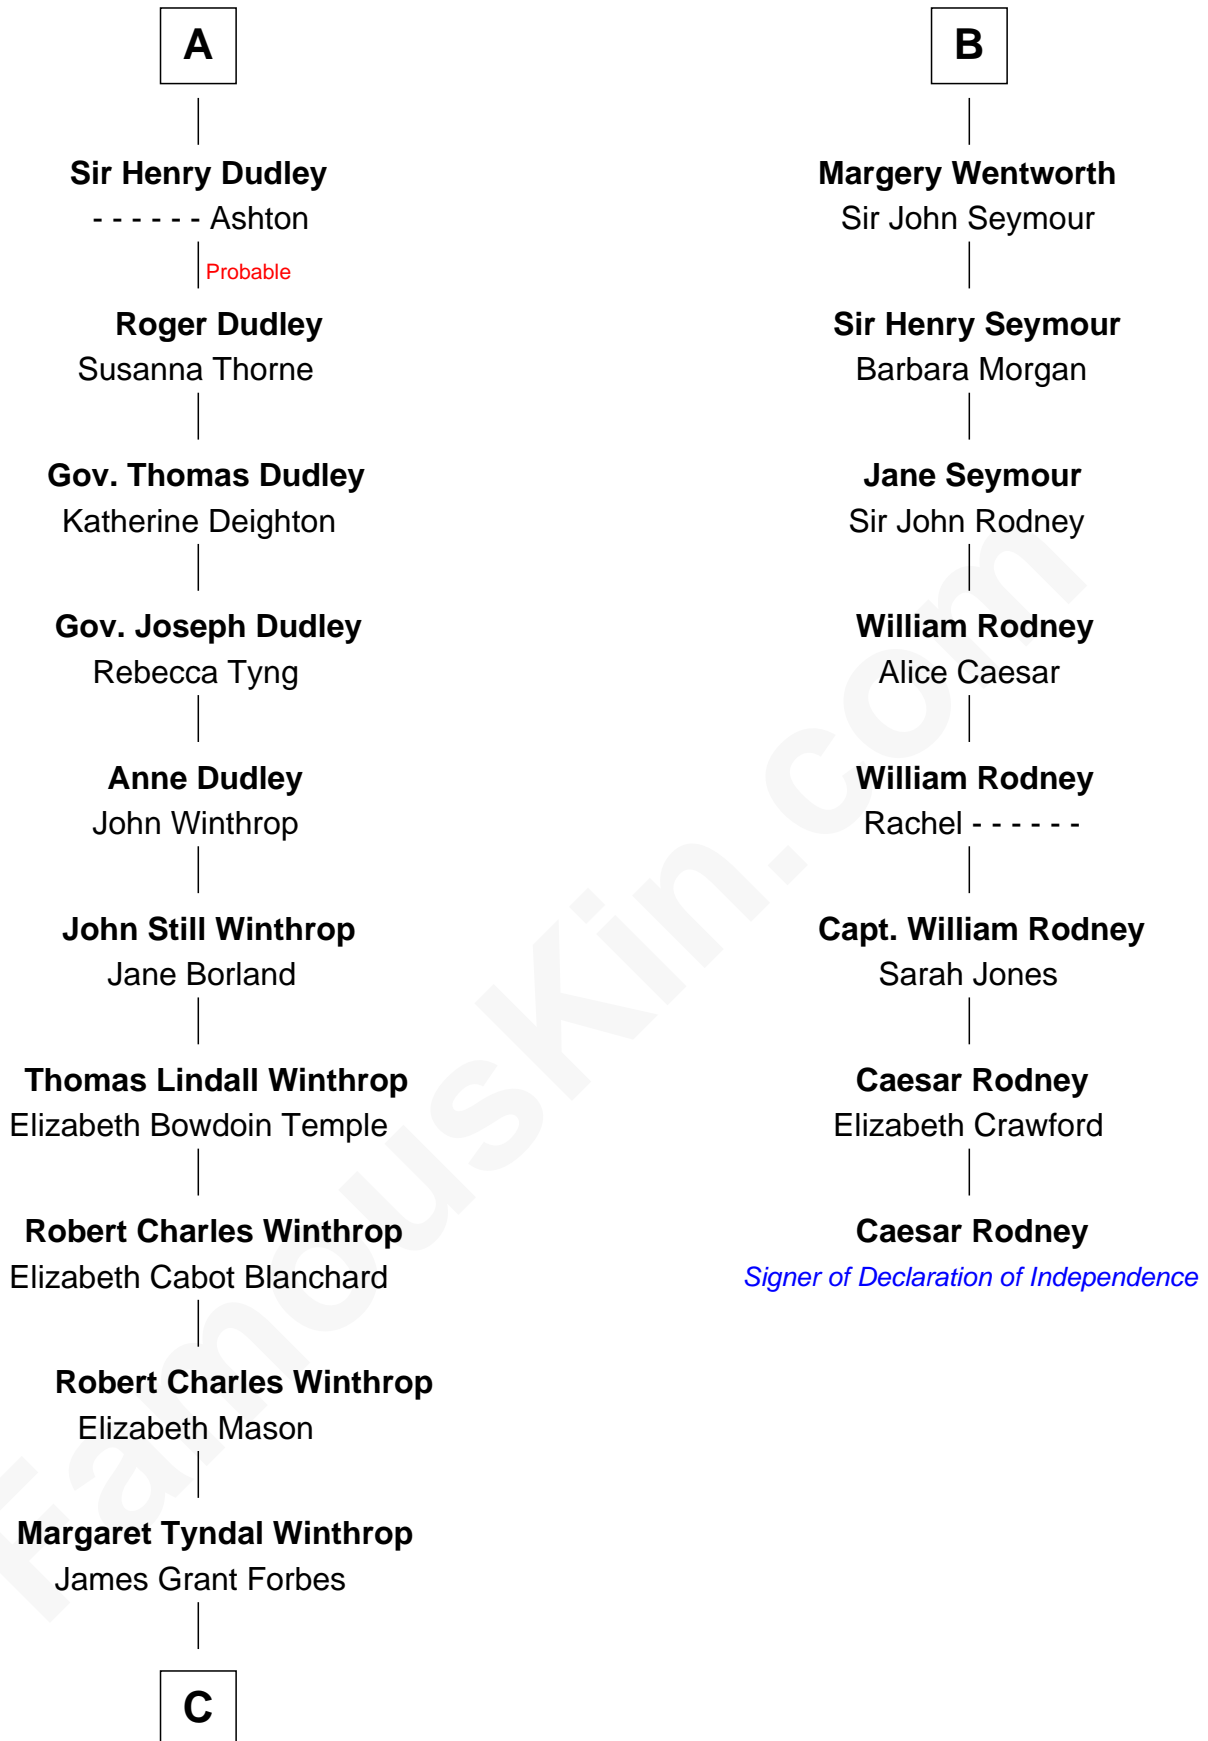 A
Sir Henry Dudley
- - - - - - Ashton
Probable
Roger Dudley
Susanna Thorne
Gov. Thomas Dudley
Katherine Deighton
Gov. Joseph Dudley
Rebecca Tyng
Anne Dudley
John Winthrop
John Still Winthrop
Jane Borland
Thomas Lindall Winthrop
Elizabeth Bowdoin Temple
Robert Charles Winthrop
Elizabeth Cabot Blanchard
Robert Charles Winthrop
Elizabeth Mason
Margaret Tyndal Winthrop
James Grant Forbes
C
B
Margery Wentworth
Sir John Seymour
Sir Henry Seymour
Barbara Morgan
Jane Seymour
Sir John Rodney
William Rodney
Alice Caesar
William Rodney
Rachel - - - - - -
Capt. William Rodney
Sarah Jones
Caesar Rodney
Elizabeth Crawford
Caesar Rodney
Signer of Declaration of Independence
FamousKin.com